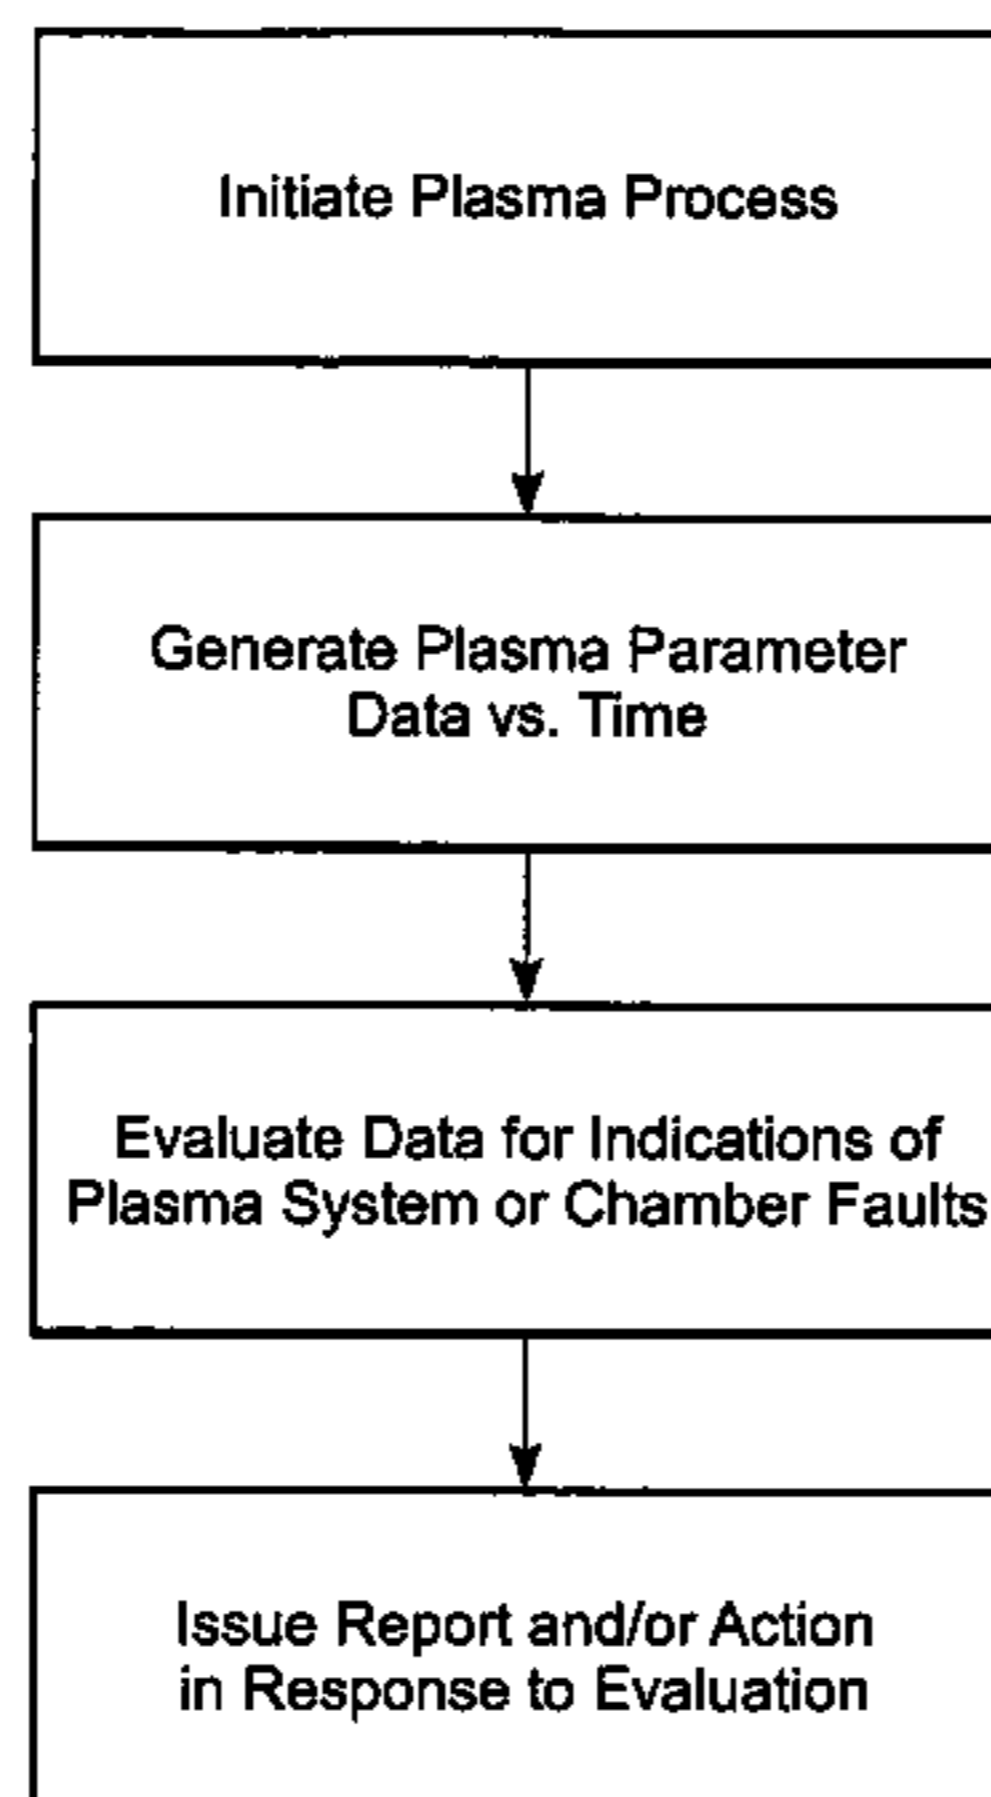 Initiate Plasma Process
Generate Plasma Parameter
Data vs. Time
Evaluate Data for Indications of
Plasma System or Chamber Faults
Issue Report and/or Action
in Response to Evaluation